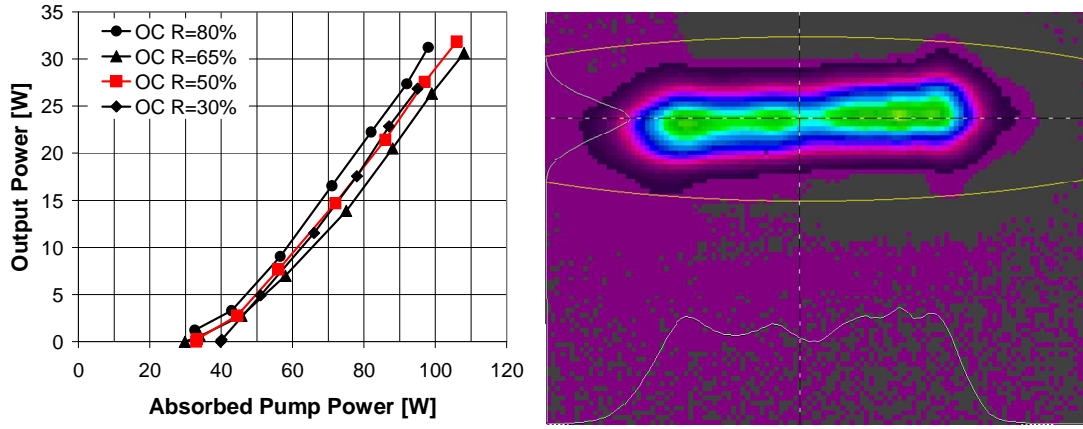 35
30
25
20
15
10
5
0
Output Power [W]
OC R=80%
OC R=65%
OC R=50%
OC R=30%
0 20 40 60 80 100 120
Absorbed Pump Power [W]